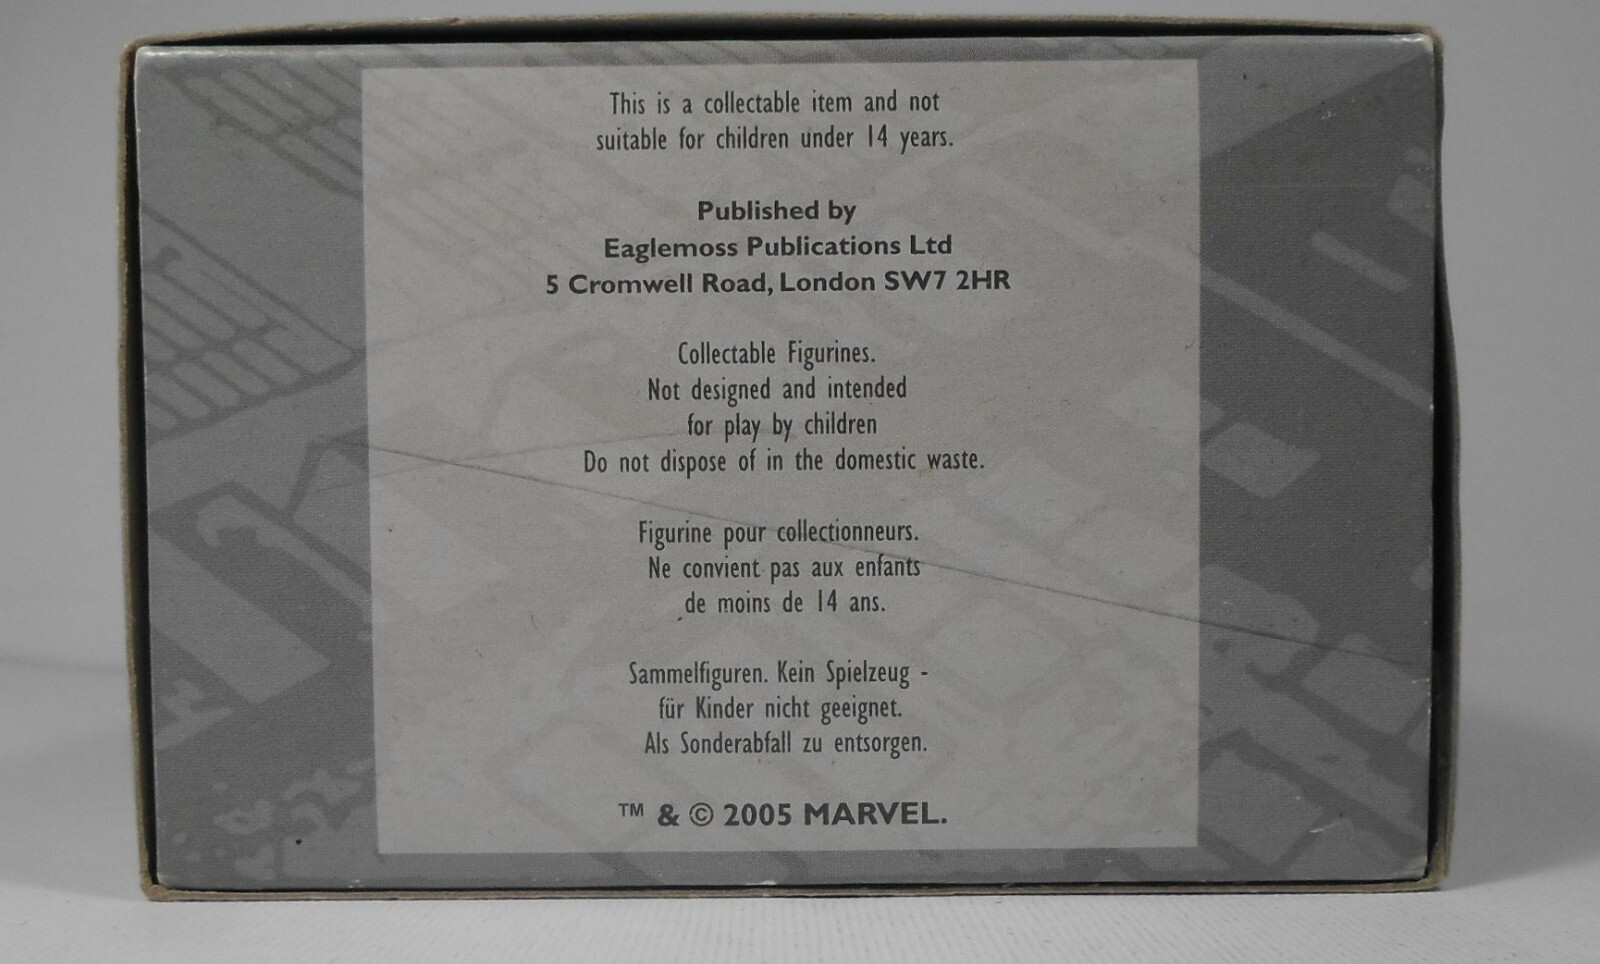 This is a collectable item and not
suitable for children under 14 years.
Published by
Eaglemoss Publications Ltd
5 Cromwell Road, London SW7 2HR
Collectable Figurines.
Not designed and intended
for play by children
Do not dispose of in the domestic waste.
Figurine pour collectionneurs.
Ne convient pas aux enfants
de moins de 14 ans.
Sammelfiguren. Kein Spielzeug -
für Kinder nicht geeignet.
Als Sonderabfall zu entsorgen.
™ & © 2005 MARVEL.